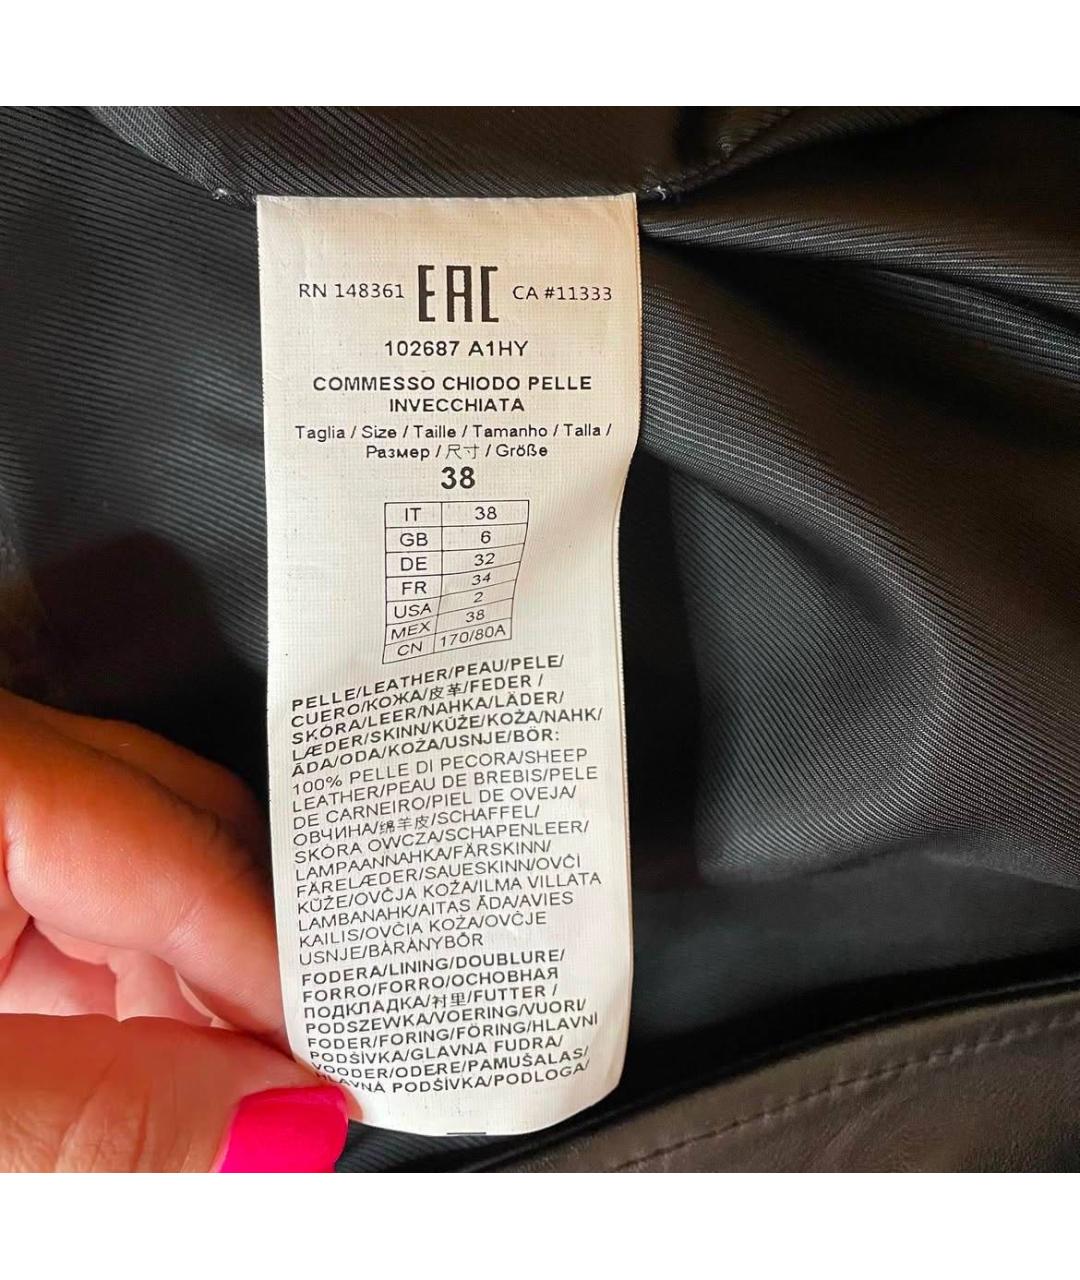 RN 148361 EAC CA #11333
102687 A1HY
COMMESSO CHIODO PELLE
INVECCHIATA
Taglia / Size / Taille / Tamanho / Talla /
Размер / 尺寸 / Größe
38
IT 38
GB 6
DE 32
FR 34
USA 2
MEX 38
CN 170/80A
PELLE/LEATHER/PEAU/PELE/
CUERO/КОЖА/皮革/FEDER /
SKÓRA/LEER/NAHKA/LÄDER/
LÆDER/SKINN/KŮŽE/KOŽA/NAHK/
ĀDA/ODA/KOŽA/USNJE/BŐR:
100% PELLE DI PECORA/SHEEP
LEATHER/PEAU DE BREBIS/PELE
DE CARNEIRO/PIEL DE OVEJA/
ОВЧИНА/绵羊皮/SCHAFFEL/
SKÓRA OWCZA/SCHAPENLEER/
LAMPAANNAHKA/FÅRSKINN/
FÅRELÆDER/SAUESKINN/OVČÍ
KŮŽE/OVČJA KOŽA/ILMA VILLATA
LAMBANAHK/AITAS ĀDA/AVIES
KAILIS/OVČIA KOŽA/OVČJE
USNJE/BÁRÁNYBŐR
FODERA/LINING/DOUBLURE/
FORRO/FORRO/ОСНОВНАЯ
ПОДКЛАДКА/衬里/FUTTER /
PODSZEWKA/VOERING/VUORI/
FODER/FORING/FÖRING/HLAVNÍ
PODŠÍVKA/GLAVNA FUDRA/
VOODER/ODERE/PAMUŠALAS/
HLAVNÁ PODŠÍVKA/PODLOGA/